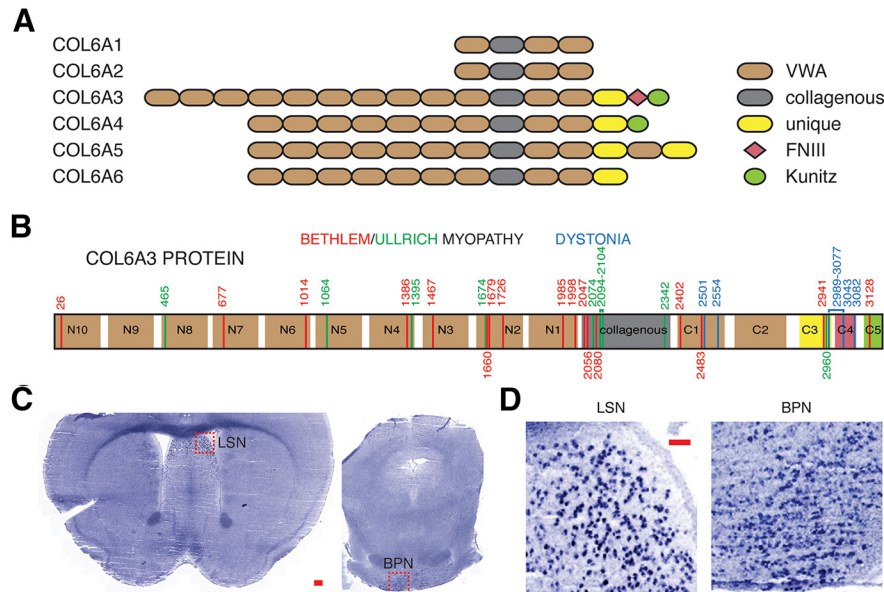 A
COL6A1
COL6A2
COL6A3
COL6A4
COL6A5
COL6A6
VWA
collagenous
unique
FNIII
Kunitz
B
BETHLEM/ULLRICH MYOPATHY DYSTONIA
COL6A3 PROTEIN
26 465 677 1014 1064 1386 1395 1467 1674 1679 1726 1985 1998 2047 2074 2094-2104 2342 2402 2501 2554 2941 2989-3077 3043 3082 3128
N10 N9 N8 N7 N6 N5 N4 N3 N2 N1 collagenous C1 C2 C3 C4 C5
1660 2056 2080 2483 2960
C
LSN
BPN
D
LSN BPN